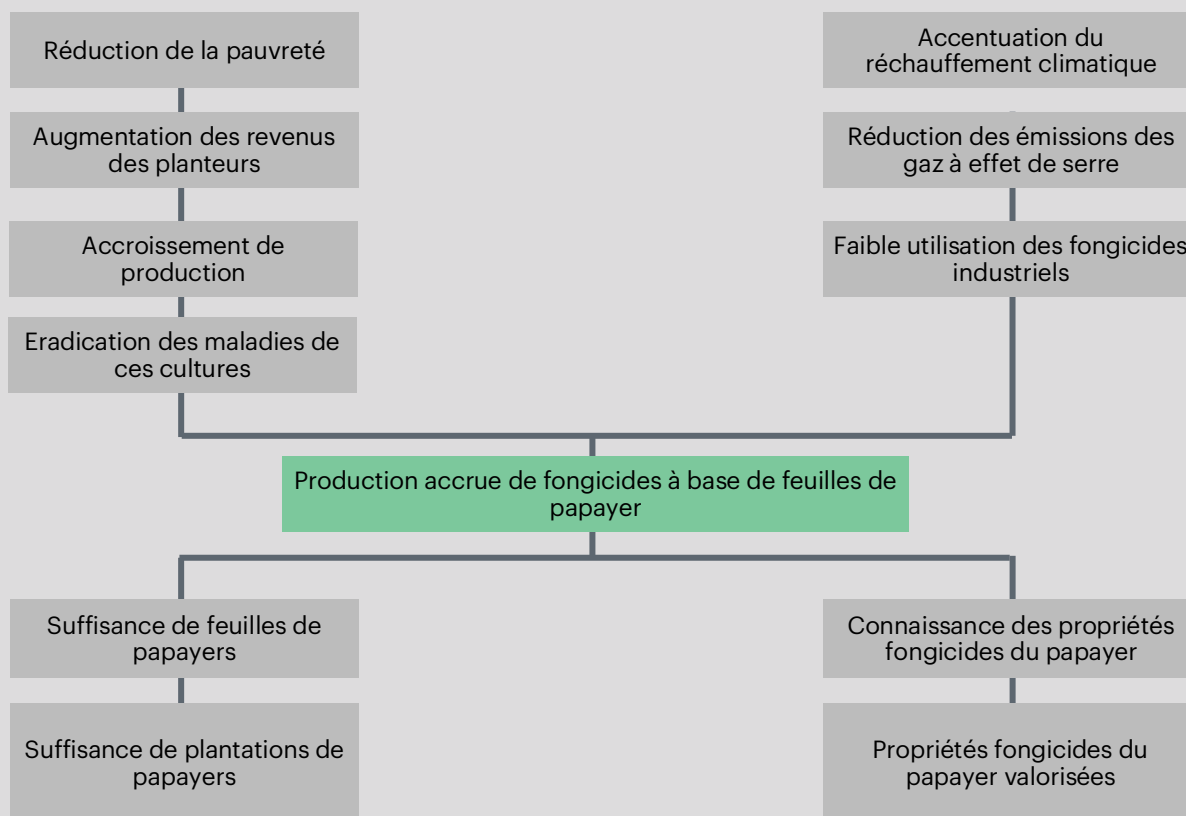 Réduction de la pauvreté
Accentuation du
réchauffement climatique
Augmentation des revenus
des planteurs
Réduction des émissions des
gaz à effet de serre
Accroissement de
production
Faible utilisation des fongicides
industriels
Eradication des maladies de
ces cultures
Production accrue de fongicides à base de feuilles de
papayer
Suffisance de feuilles de
papayers
Connaissance des propriétés
fongicides du papayer
Suffisance de plantations de
papayers
Propriétés fongicides du
papayer valorisées